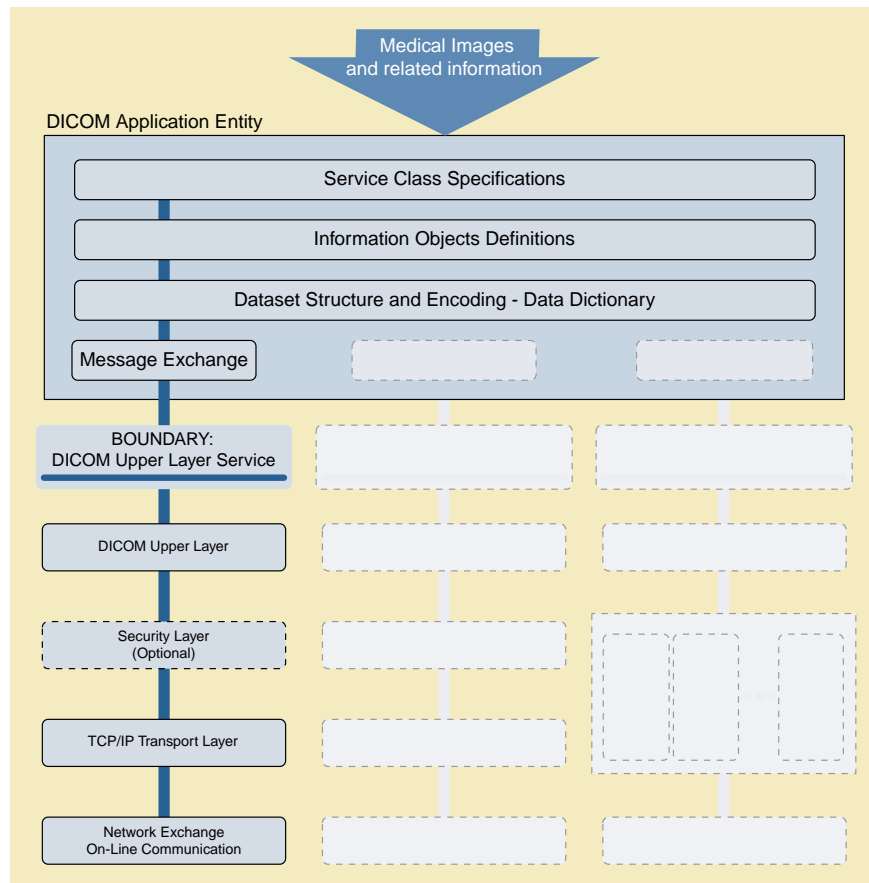 Medical Images
and related information
DICOM Application Entity
Service Class Specifications
Information Objects Definitions
Dataset Structure and Encoding - Data Dictionary
Message Exchange
BOUNDARY:
DICOM Upper Layer Service
DICOM Upper Layer
Security Layer
(Optional)
TCP/IP Transport Layer
Network Exchange
On-Line Communication